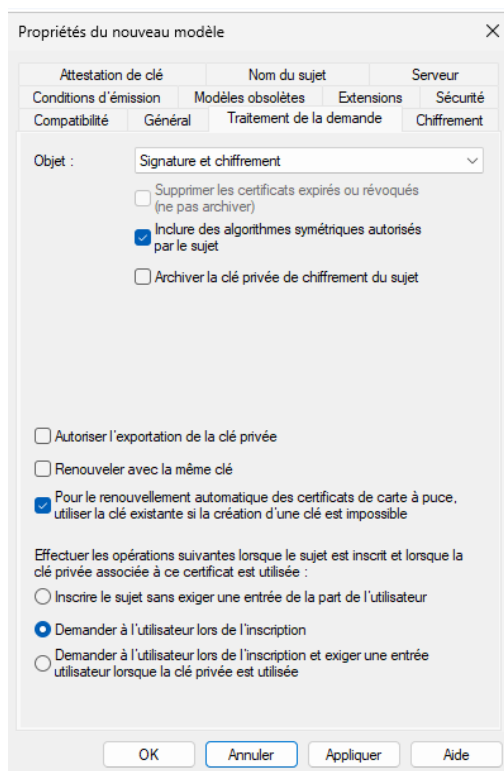 Propriétés du nouveau modèle
Attestation de clé Nom du sujet Serveur
Conditions d'émission Modèles obsolètes Extensions Sécurité
Compatibilité Général Traitement de la demande Chiffrement
Objet : Signature et chiffrement
Supprimer les certificats expirés ou révoqués
(ne pas archiver)
Inclure des algorithmes symétriques autorisés
par le sujet
Archiver la clé privée de chiffrement du sujet
Autoriser l'exportation de la clé privée
Renouveler avec la même clé
Pour le renouvellement automatique des certificats de carte à puce,
utiliser la clé existante si la création d'une clé est impossible
Effectuer les opérations suivantes lorsque le sujet est inscrit et lorsque la
clé privée associée à ce certificat est utilisée :
Inscrire le sujet sans exiger une entrée de la part de l'utilisateur
Demander à l'utilisateur lors de l'inscription
Demander à l'utilisateur lors de l'inscription et exiger une entrée
utilisateur lorsque la clé privée est utilisée
OK Annuler Appliquer Aide